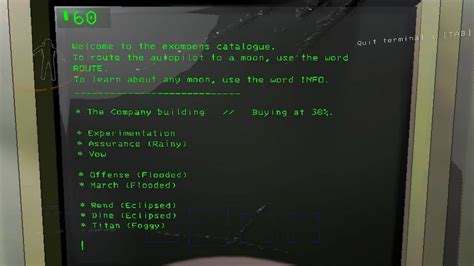 '60
Quit terminal : [TAB]
Welcome to the exomoons catalogue.
To route the autopilot to a moon, use the word
ROUTE.
To learn about any moon, use the word INFO.
----------------------------
* The Company building // Buying at 30%.
* Experimentation
* Assurance (Rainy)
* Vow
* Offense (Flooded)
* March (Flooded)
* Rend (Eclipsed)
* Dine (Eclipsed)
* Titan (Foggy)